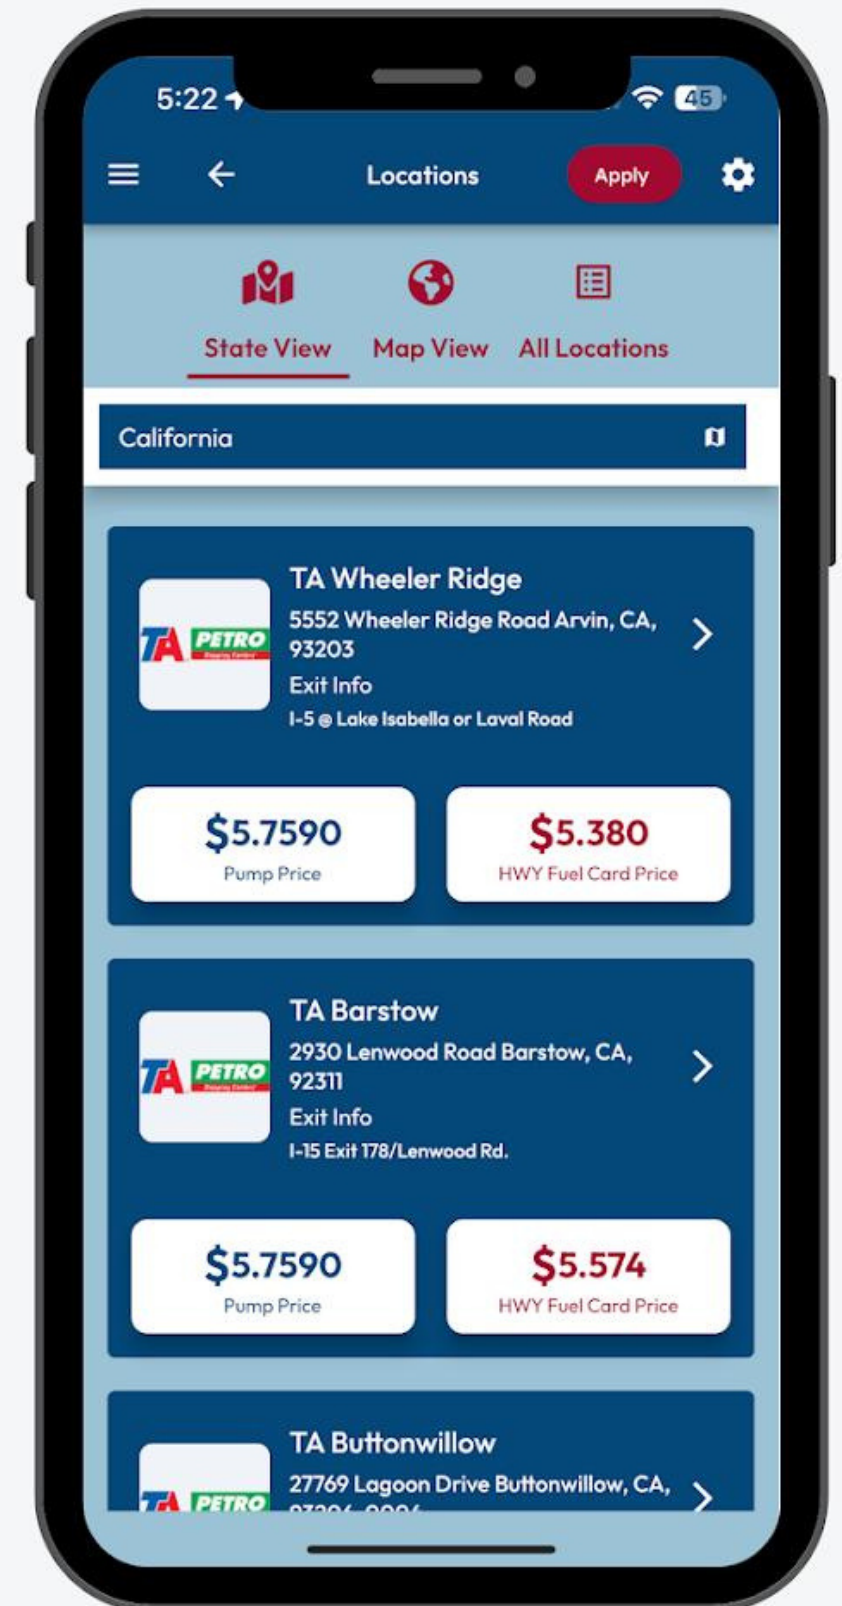 5:22
45
Locations
Apply
State View
Map View
All Locations
California
TA Wheeler Ridge
TA PETRO
5552 Wheeler Ridge Road Arvin, CA,
93203
Exit Info
I-5 @ Lake Isabella or Laval Road
$5.7590
Pump Price
$5.380
HWY Fuel Card Price
TA Barstow
TA PETRO
2930 Lenwood Road Barstow, CA,
92311
Exit Info
I-15 Exit 178/Lenwood Rd.
$5.7590
Pump Price
$5.574
HWY Fuel Card Price
TA Buttonwillow
TA PETRO
27769 Lagoon Drive Buttonwillow, CA,